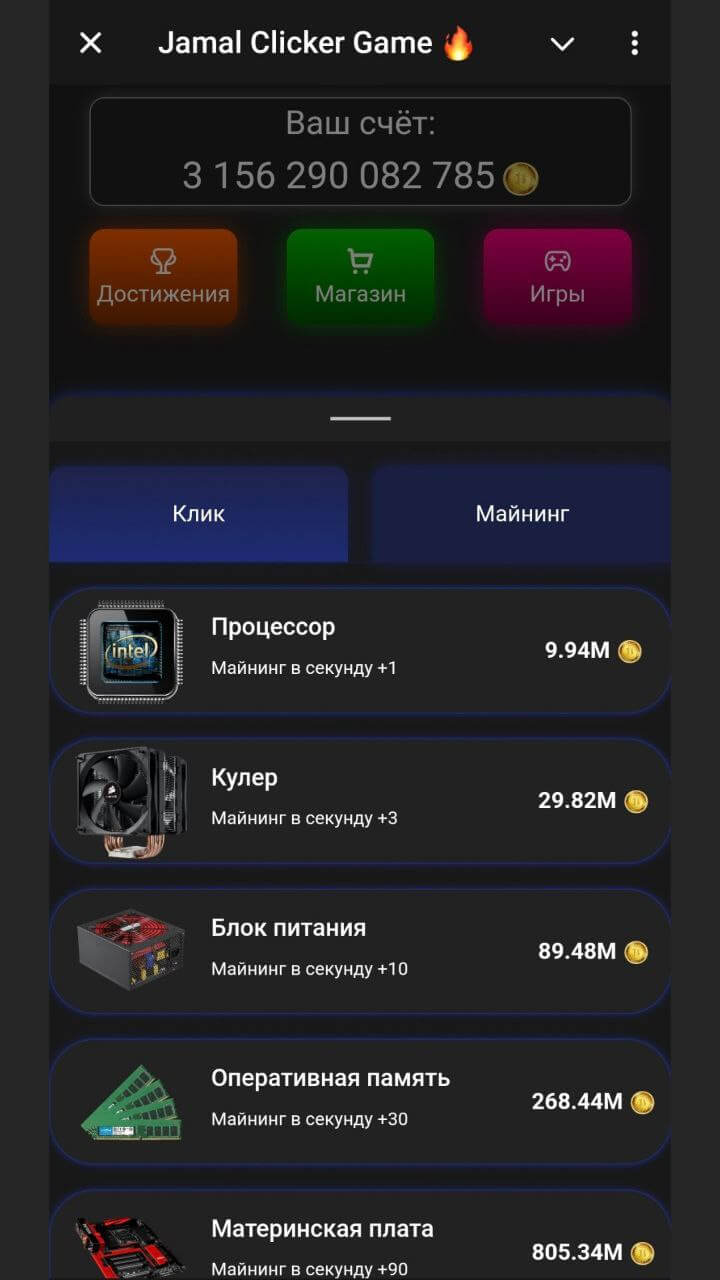 Jamal Clicker Game 🔥
Ваш счёт:
3 156 290 082 785
Достижения
Магазин
Игры
Клик
Майнинг
intel
Процессор
Майнинг в секунду +1
9.94M
Кулер
Майнинг в секунду +3
29.82M
Блок питания
Майнинг в секунду +10
89.48M
Оперативная память
Майнинг в секунду +30
268.44M
Материнская плата
Майнинг в секунду +90
805.34M